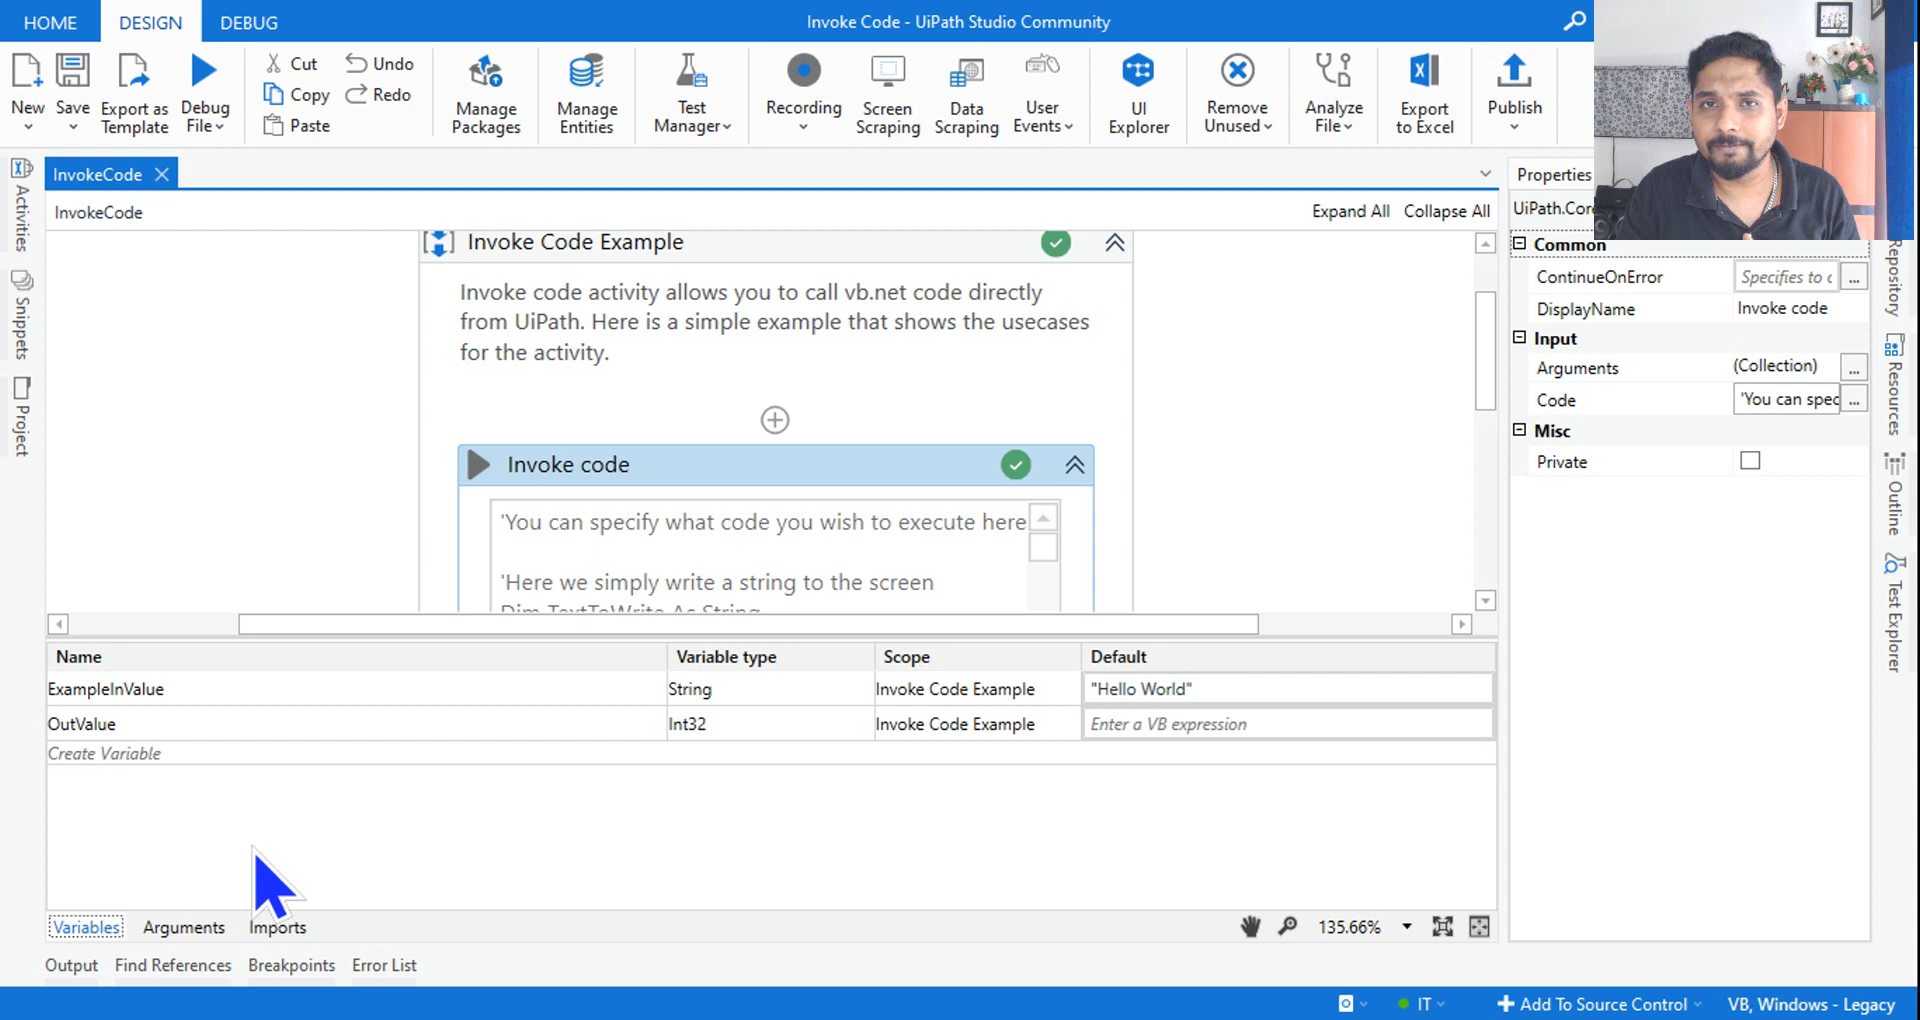 HOME
DESIGN
DEBUG
Invoke Code - UiPath Studio Community
New
Save
Export as
Template
Debug
File
Cut
Copy
Paste
Undo
Redo
Manage
Packages
Manage
Entities
Test
Manager
Recording
Screen
Scraping
Data
Scraping
User
Events
UI
Explorer
Remove
Unused
Analyze
File
Export
to Excel
Publish
Activities
Snippets
Project
InvokeCode
InvokeCode
Expand All
Collapse All
Invoke Code Example
Invoke code activity allows you to call vb.net code directly
from UiPath. Here is a simple example that shows the usecases
for the activity.
Invoke code
'You can specify what code you wish to execute here
'Here we simply write a string to the screen
Dim TextToWrite As String
Name
Variable type
Scope
Default
ExampleInValue
String
Invoke Code Example
"Hello World"
OutValue
Int32
Invoke Code Example
Enter a VB expression
Create Variable
Variables
Arguments
Imports
135.66%
Output
Find References
Breakpoints
Error List
Properties
UiPath.Cor
Common
ContinueOnError
Specifies to c
...
DisplayName
Invoke code
Input
Arguments
(Collection)
...
Code
'You can spec
...
Misc
Private
Repository
Resources
Outline
Test Explorer
IT
Add To Source Control
VB, Windows - Legacy